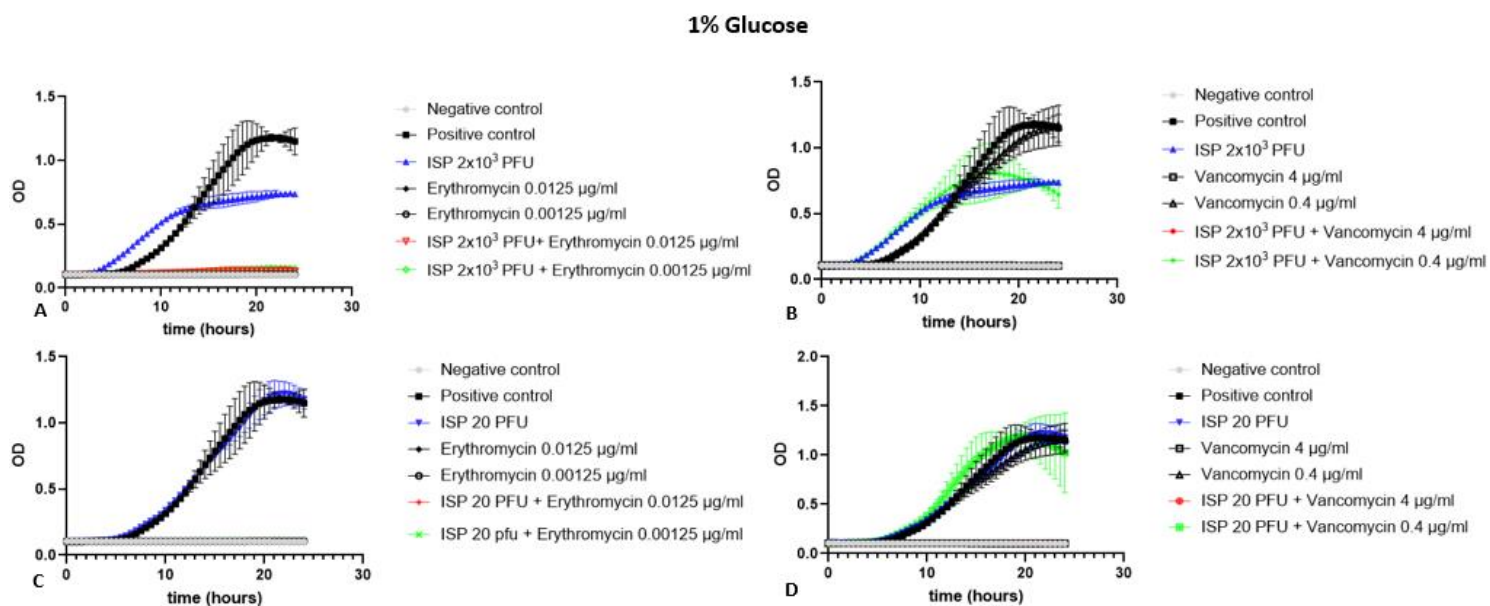 1% Glucose
1.5
1.0
0.5
0.0
OD
0 10 20 30
time (hours)
A
Negative control
Positive control
ISP 2x10³ PFU
Erythromycin 0.0125 µg/ml
Erythromycin 0.00125 µg/ml
ISP 2x10³ PFU+ Erythromycin 0.0125 µg/ml
ISP 2x10³ PFU + Erythromycin 0.00125 µg/ml
1.5
1.0
0.5
0.0
OD
0 10 20 30
time (hours)
B
Negative control
Positive control
ISP 2x10³ PFU
Vancomycin 4 µg/ml
Vancomycin 0.4 µg/ml
ISP 2x10³ PFU + Vancomycin 4 µg/ml
ISP 2x10³ PFU + Vancomycin 0.4 µg/ml
1.5
1.0
0.5
0.0
OD
0 10 20 30
time (hours)
C
Negative control
Positive control
ISP 20 PFU
Erythromycin 0.0125 µg/ml
Erythromycin 0.00125 µg/ml
ISP 20 PFU + Erythromycin 0.0125 µg/ml
ISP 20 pfu + Erythromycin 0.00125 µg/ml
2.0
1.5
1.0
0.5
0.0
OD
0 10 20 30
time (hours)
D
Negative control
Positive control
ISP 20 PFU
Vancomycin 4 µg/ml
Vancomycin 0.4 µg/ml
ISP 20 PFU + Vancomycin 4 µg/ml
ISP 20 PFU + Vancomycin 0.4 µg/ml